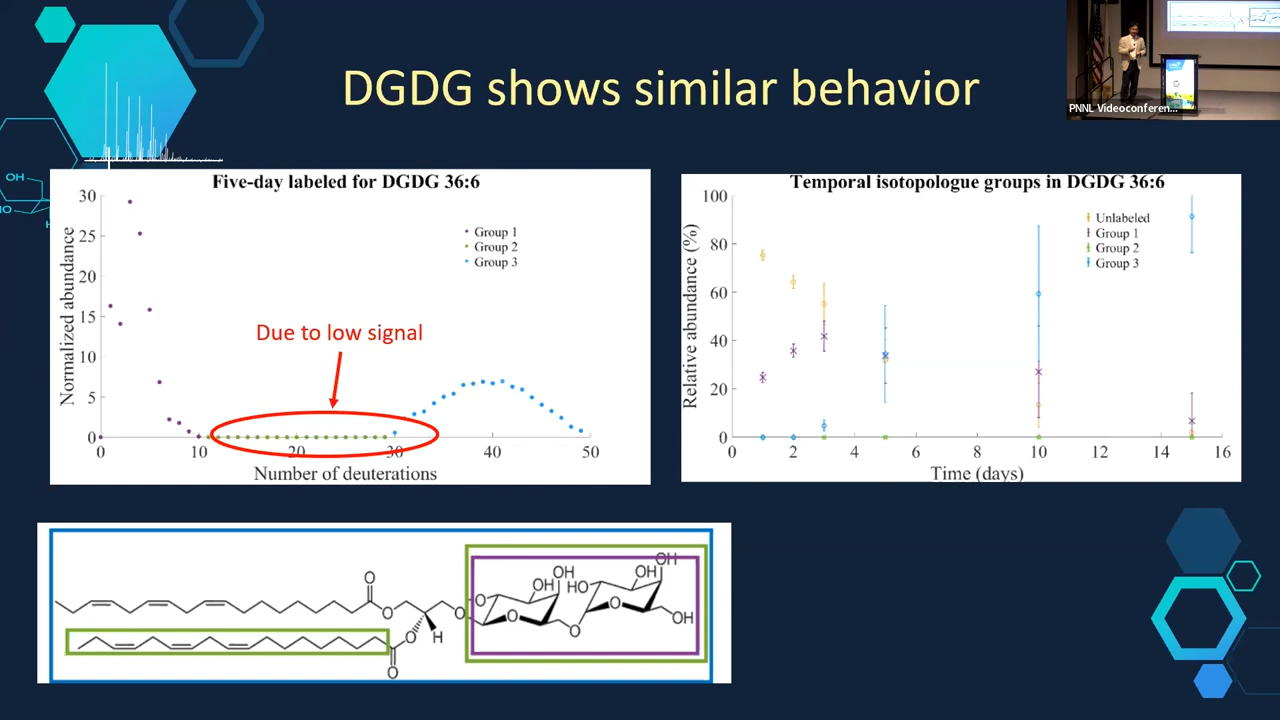 DGDG shows similar behavior
PNNL Videoconferen...
OH
HO
H
Five-day labeled for DGDG 36:6
Normalized abundance
30
25
20
15
10
5
0
Group 1
Group 2
Group 3
Due to low signal
0
10
20
30
40
50
Number of deuterations
Temporal isotopologue groups in DGDG 36:6
Relative abundance (%)
100
80
60
40
20
0
Unlabeled
Group 1
Group 2
Group 3
0
2
4
6
8
10
12
14
16
Time (days)
O
O
O
O
H
O
O
OH
OH
O
O
HO
OH
OH
O
OH